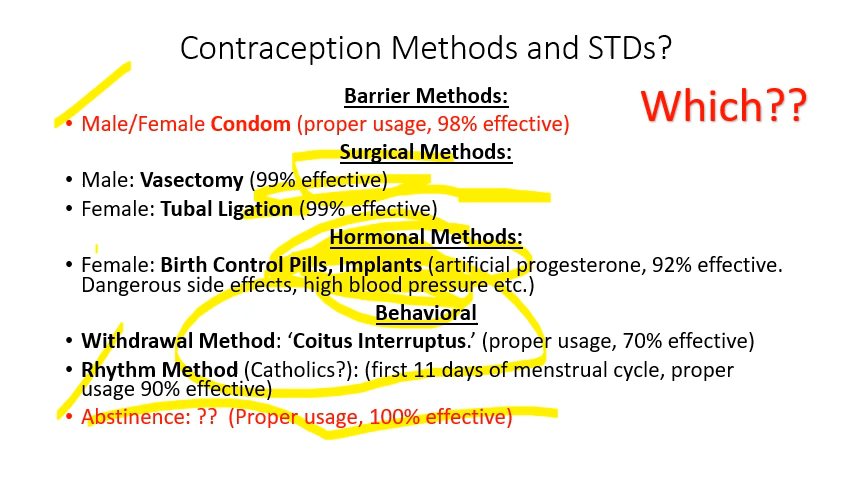 Contraception Methods and STDs?
Barrier Methods:
Which??
• Male/Female Condom (proper usage, 98% effective)
Surgical Methods:
• Male: Vasectomy (99% effective)
• Female: Tubal Ligation (99% effective)
Hormonal Methods:
• Female: Birth Control Pills, Implants (artificial progesterone, 92% effective.
Dangerous side effects, high blood pressure etc.)
Behavioral
• Withdrawal Method: ‘Coitus Interruptus.’ (proper usage, 70% effective)
• Rhythm Method (Catholics?): (first 11 days of menstrual cycle, proper
usage 90% effective)
• Abstinence: ?? (Proper usage, 100% effective)